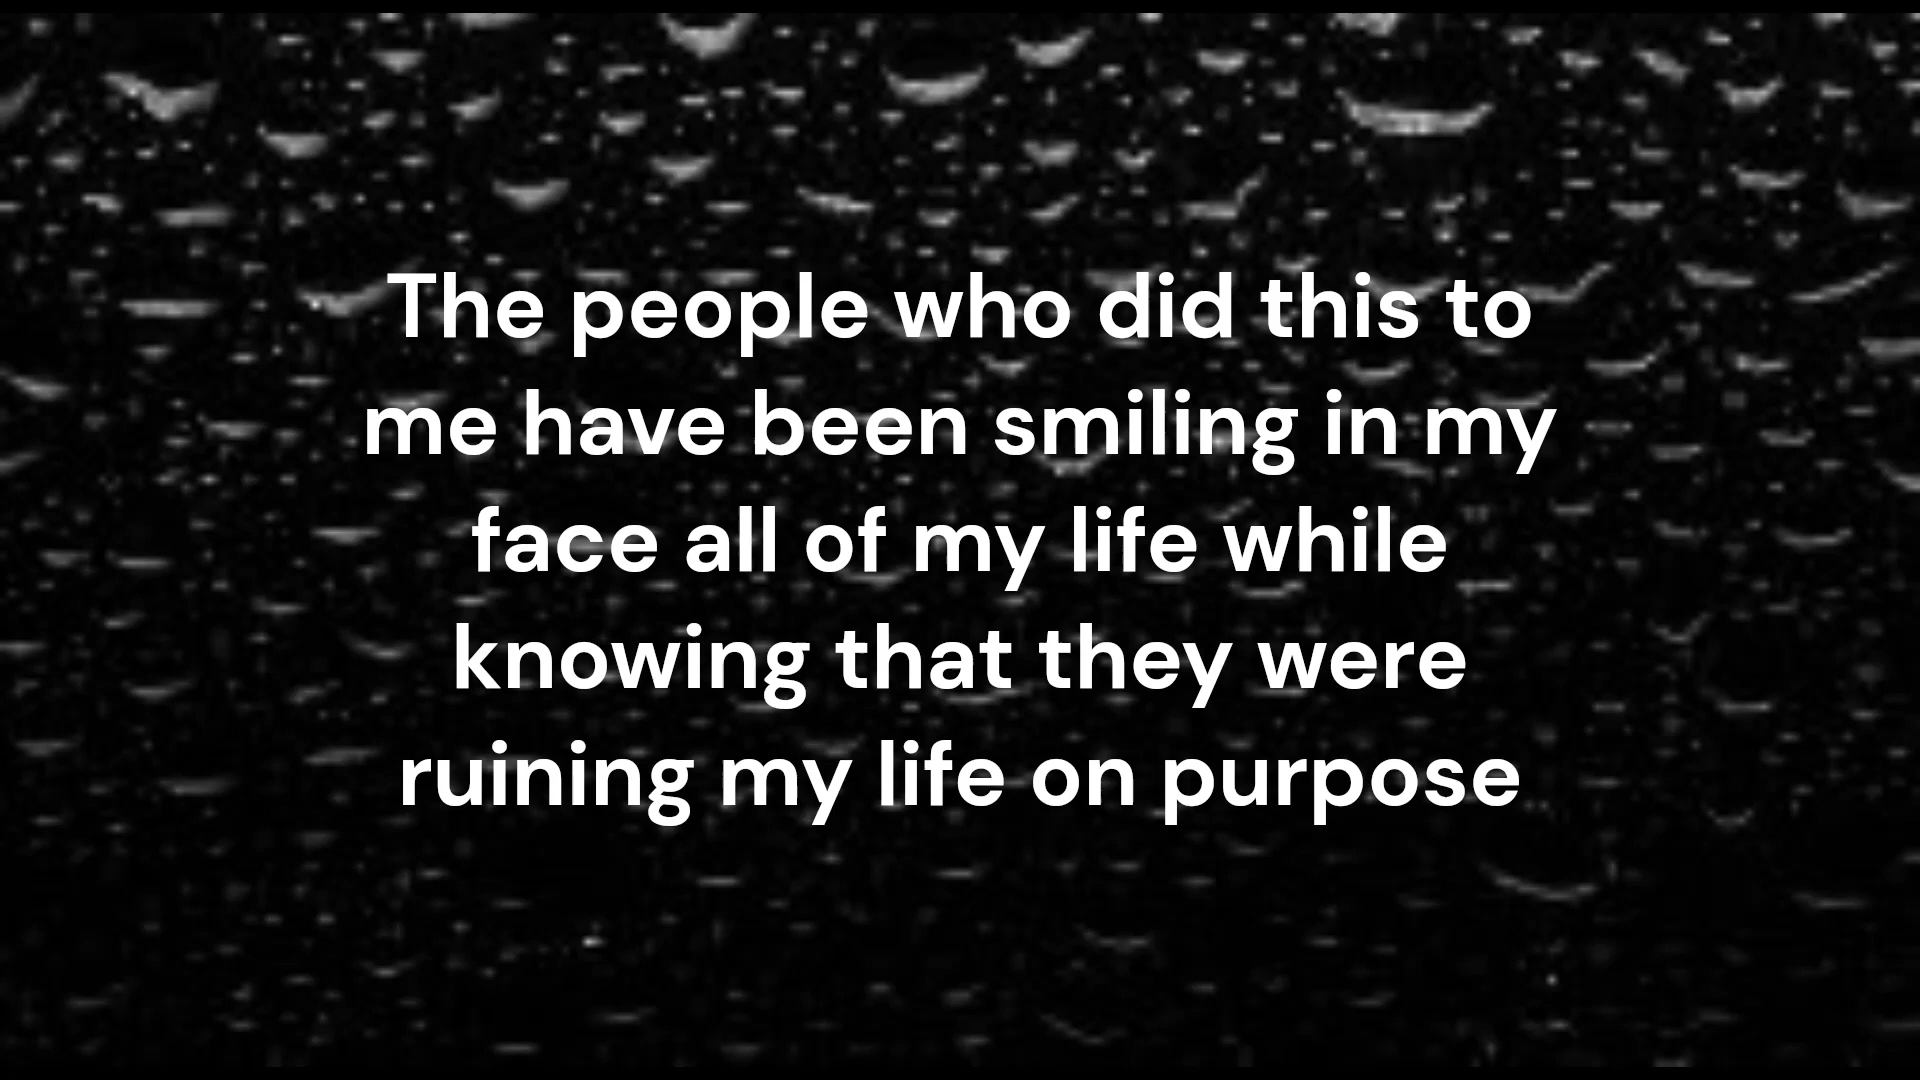 The people who did this to
me have been smiling in my
face all of my life while
knowing that they were
ruining my life on purpose